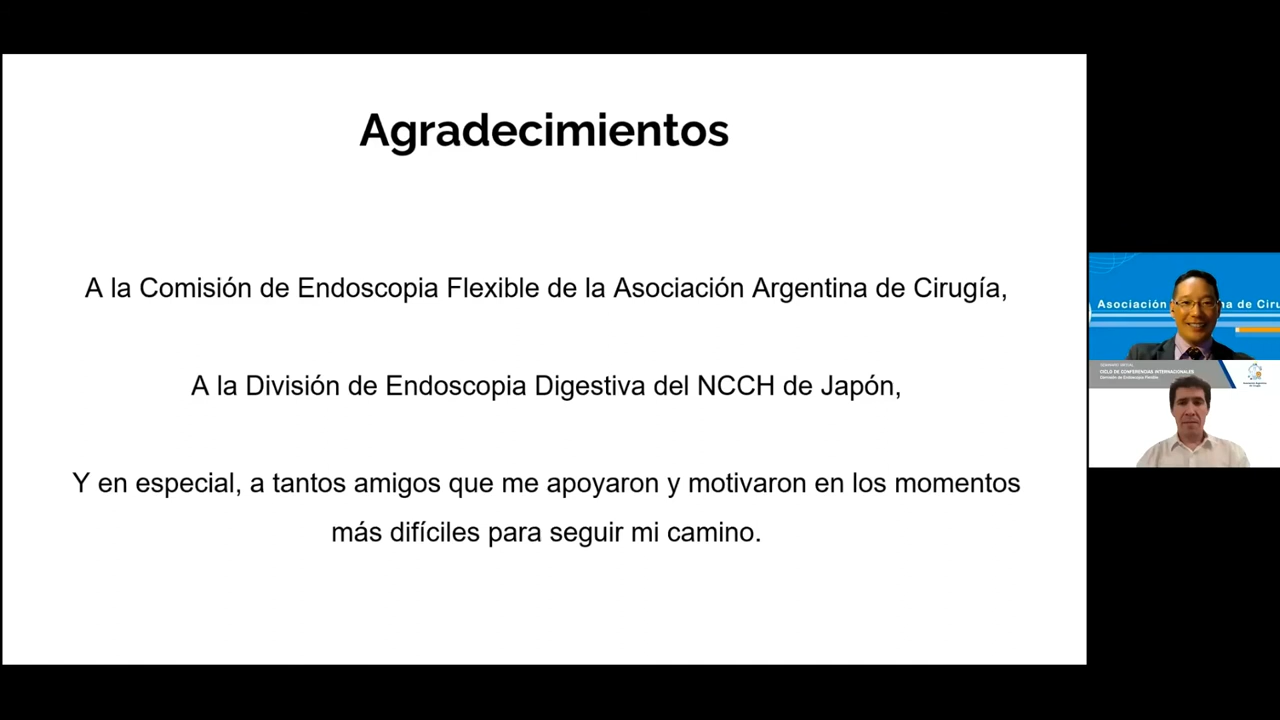 Agradecimientos
A la Comisión de Endoscopia Flexible de la Asociación Argentina de Cirugía,
A la División de Endoscopia Digestiva del NCCH de Japón,
Y en especial, a tantos amigos que me apoyaron y motivaron en los momentos
más difíciles para seguir mi camino.
Asociación na de Ciru
CICLO DE CONFERENCIAS INTERNACIONALES